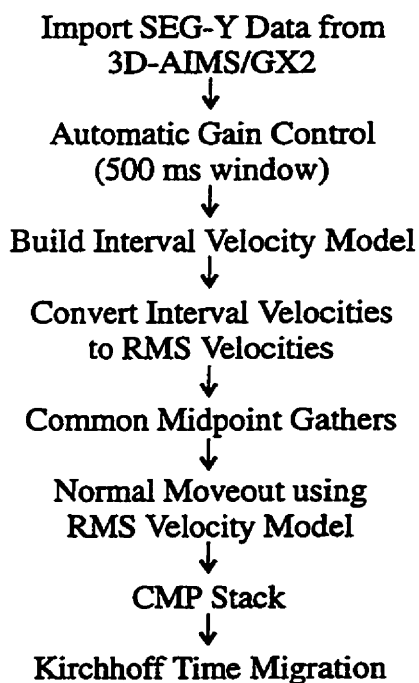 Import SEG-Y Data from
3D-AIMS/GX2
Automatic Gain Control
(500 ms window)
Build Interval Velocity Model
Convert Interval Velocities
to RMS Velocities
Common Midpoint Gathers
Normal Moveout using
RMS Velocity Model
CMP Stack
Kirchhoff Time Migration